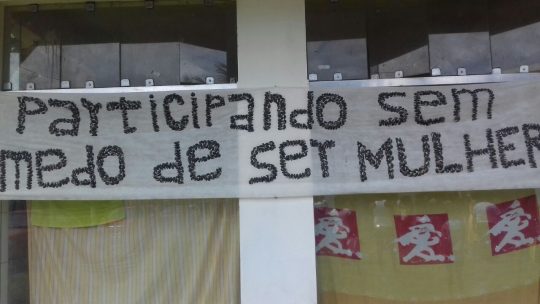 Participando sem
medo de ser MULHER